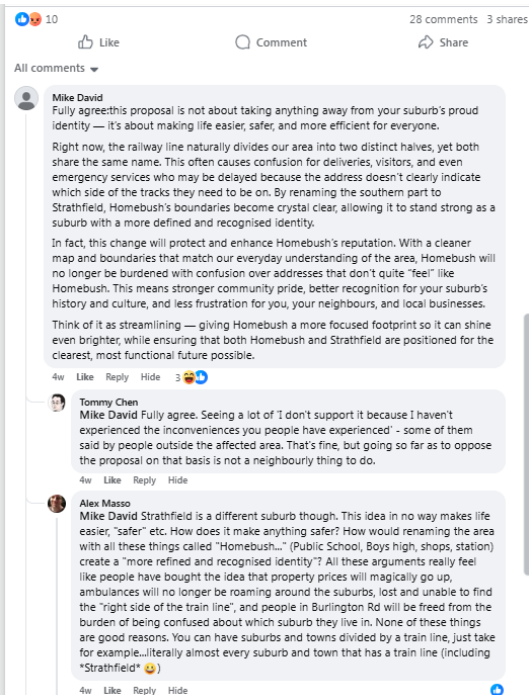 10
28 comments 3 shares
Like
Comment
Share
All comments
Mike David
Fully agree:this proposal is not about taking anything away from your suburb's proud
identity — it's about making life easier, safer, and more efficient for everyone.
Right now, the railway line naturally divides our area into two distinct halves, yet both
share the same name. This often causes confusion for deliveries, visitors, and even
emergency services who may be delayed because the address doesn't clearly indicate
which side of the tracks they need to be on. By renaming the southern part to
Strathfield, Homebush's boundaries become crystal clear, allowing it to stand strong as a
suburb with a more defined and recognised identity.
In fact, this change will protect and enhance Homebush's reputation. With a cleaner
map and boundaries that match our everyday understanding of the area, Homebush will
no longer be burdened with confusion over addresses that don't quite "feel" like
Homebush. This means stronger community pride, better recognition for your suburb's
history and culture, and less frustration for you, your neighbours, and local businesses.
Think of it as streamlining — giving Homebush a more focused footprint so it can shine
even brighter, while ensuring that both Homebush and Strathfield are positioned for the
clearest, most functional future possible.
4w Like Reply Hide 3
Tommy Chen
Mike David Fully agree. Seeing a lot of 'I don't support it because I haven't
experienced the inconveniences you people have experienced' - some of them
said by people outside the affected area. That's fine, but going so far as to oppose
the proposal on that basis is not a neighbourly thing to do.
4w Like Reply Hide
Alex Masso
Mike David Strathfield is a different suburb though. This idea in no way makes life
easier, "safer" etc. How does it make anything safer? How would renaming the area
with all these things called "Homebush..." (Public School, Boys high, shops, station)
create a "more refined and recognised identity"? All these arguments really feel
like people have bought the idea that property prices will magically go up,
ambulances will no longer be roaming around the suburbs, lost and unable to find
the "right side of the train line", and people in Burlington Rd will be freed from the
burden of being confused about which suburb they live in. None of these things
are good reasons. You can have suburbs and towns divided by a train line, just take
for example...literally almost every suburb and town that has a train line (including
*Strathfield* 😀)
4w Like Reply Hide